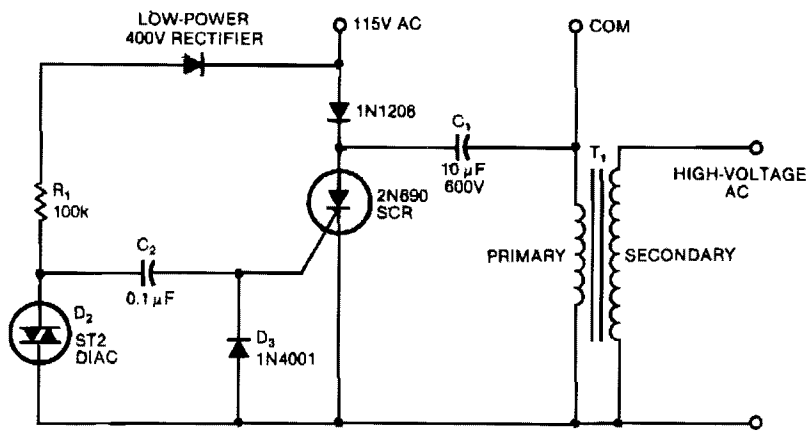 LOW-POWER
400V RECTIFIER
115V AC
COM
1N1206
C₁
10 µF
600V
T₁
HIGH-VOLTAGE
AC
R₁
100k
2N690
SCR
C₂
0.1 µF
PRIMARY
SECONDARY
D₂
ST2
DIAC
D₃
1N4001